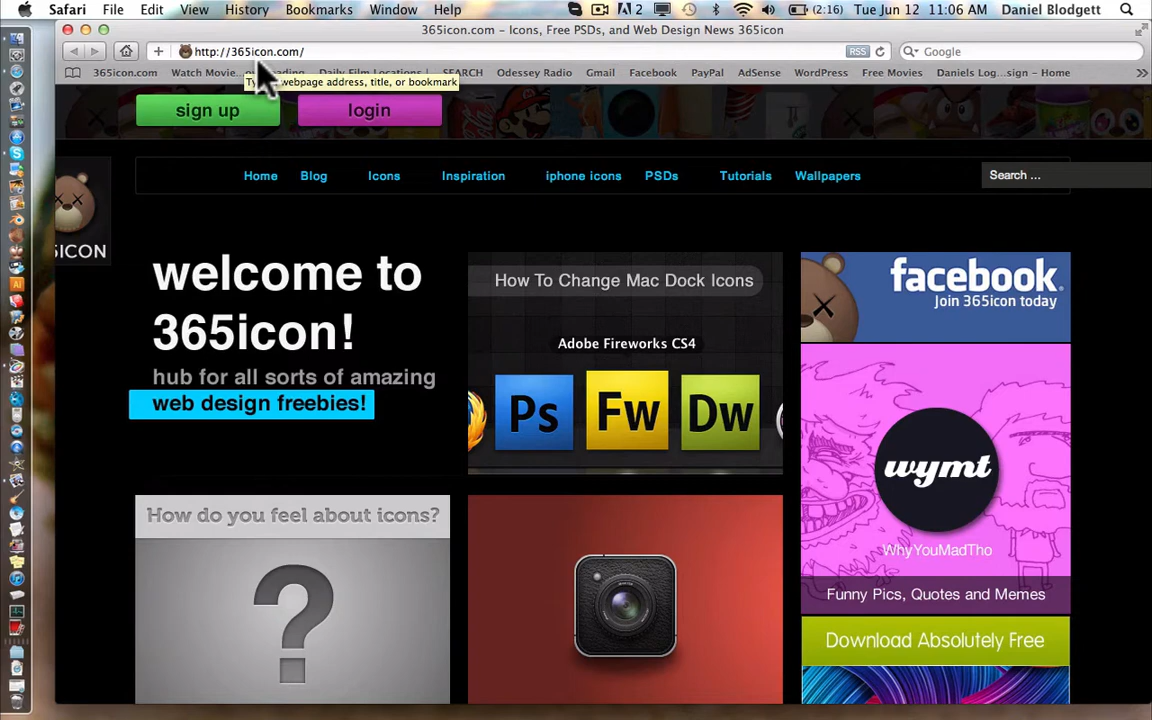 Safari File Edit View History Bookmarks Window Help 2 (2:16) Tue Jun 12 11:06 AM Daniel Blodgett
365icon.com – Icons, Free PSDs, and Web Design News 365icon
http://365icon.com/ RSS Google
365icon.com Watch Movie... Daily Film Locations SEARCH Odessey Radio Gmail Facebook PayPal AdSense WordPress Free Movies Daniels Log...sign – Home
webpage address, title, or bookmark
sign up login
Home Blog Icons Inspiration iphone icons PSDs Tutorials Wallpapers Search ...
5ICON
welcome to
365icon!
hub for all sorts of amazing
web design freebies!
How To Change Mac Dock Icons
Adobe Fireworks CS4
Ps Fw Dw
facebook
Join 365icon today
wymt
WhyYouMadTho
Funny Pics, Quotes and Memes
How do you feel about icons?
?
Download Absolutely Free